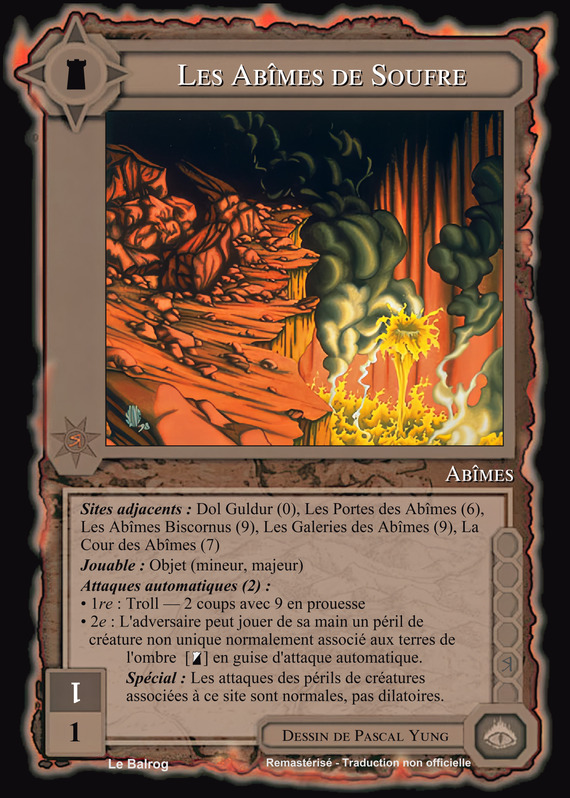 Les Abîmes de Soufre
98
Abîmes
Sites adjacents : Dol Guldur (0), Les Portes des Abîmes (6),
Les Abîmes Biscornus (9), Les Galeries des Abîmes (9), La
Cour des Abîmes (7)
Jouable : Objet (mineur, majeur)
Attaques automatiques (2) :
• 1re : Troll — 2 coups avec 9 en prouesse
• 2e : L'adversaire peut jouer de sa main un péril de
créature non unique normalement associé aux terres de
l'ombre [ ] en guise d'attaque automatique.
Spécial : Les attaques des périls de créatures
associées à ce site sont normales, pas dilatoires.
1
1
Dessin de Pascal Yung
Le Balrog
Remastérisé - Traduction non officielle